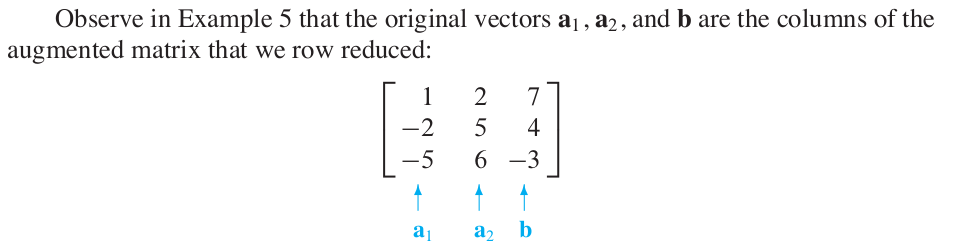 Observe in Example 5 that the original vectors a₁, a₂, and b are the columns of the
augmented matrix that we row reduced:
1 2 7
−2 5 4
−5 6 −3
a₁ a₂ b